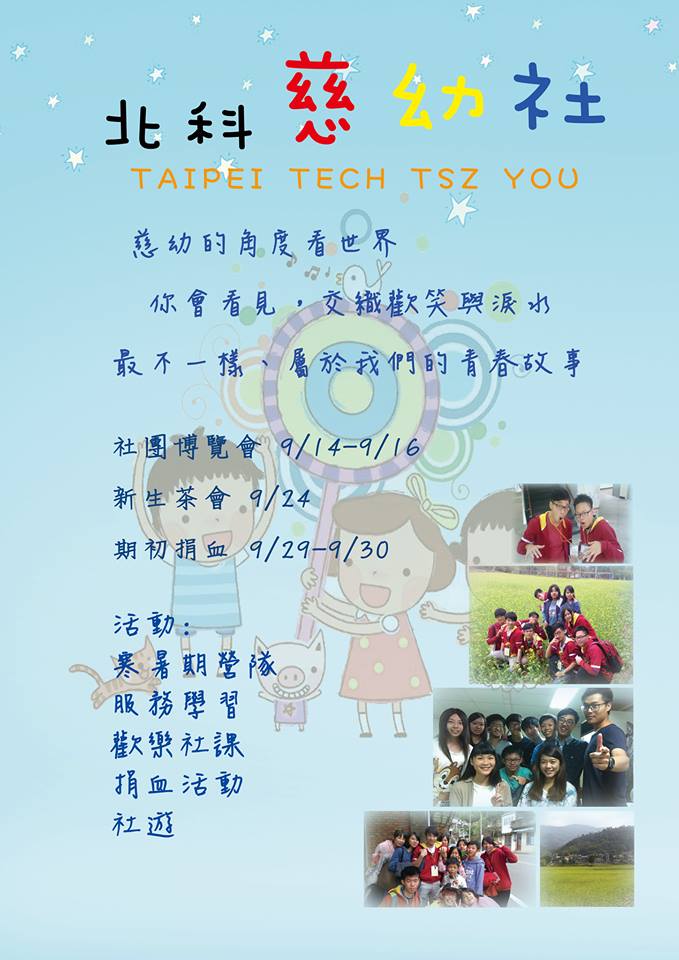 北科慈幼社
TAIPEI TECH TSZ YOU
慈幼的角度看世界
你會看見，交織歡笑與淚水
最不一樣、屬於我們的青春故事
社團博覽會 9/14-9/16
新生茶會 9/24
期初捐血 9/29-9/30
活動:
寒暑期營隊
服務學習
歡樂社課
捐血活動
社遊